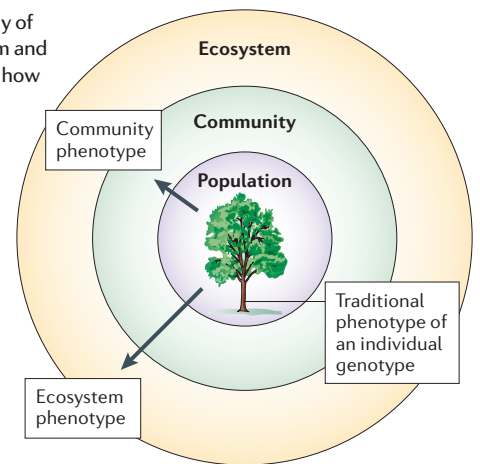 y of
m and
how
Ecosystem
Community
phenotype
Community
Population
Traditional
phenotype of
an individual
genotype
Ecosystem
phenotype